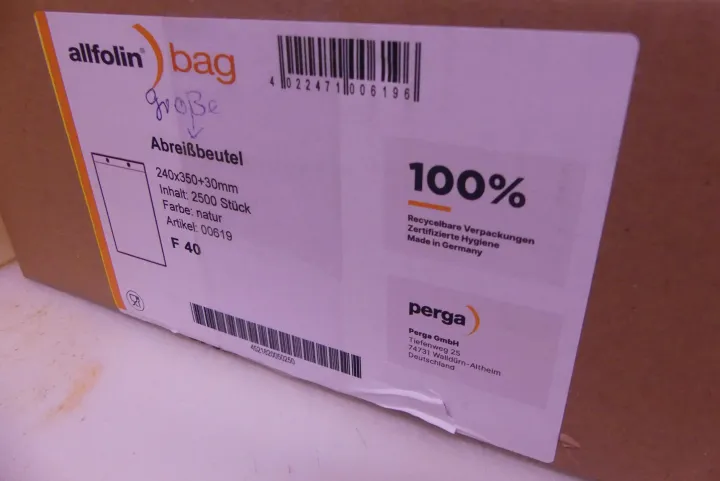 allfolin® bag
4 022471 006196
große
Abreißbeutel
240x350+30mm
Inhalt: 2500 Stück
Farbe: natur
Artikel: 00619
F 40
100%
Recycelbare Verpackungen
Zertifizierte Hygiene
Made in Germany
perga
Perga GmbH
Tiefenweg 25
74731 Walldürn-Altheim
Deutschland